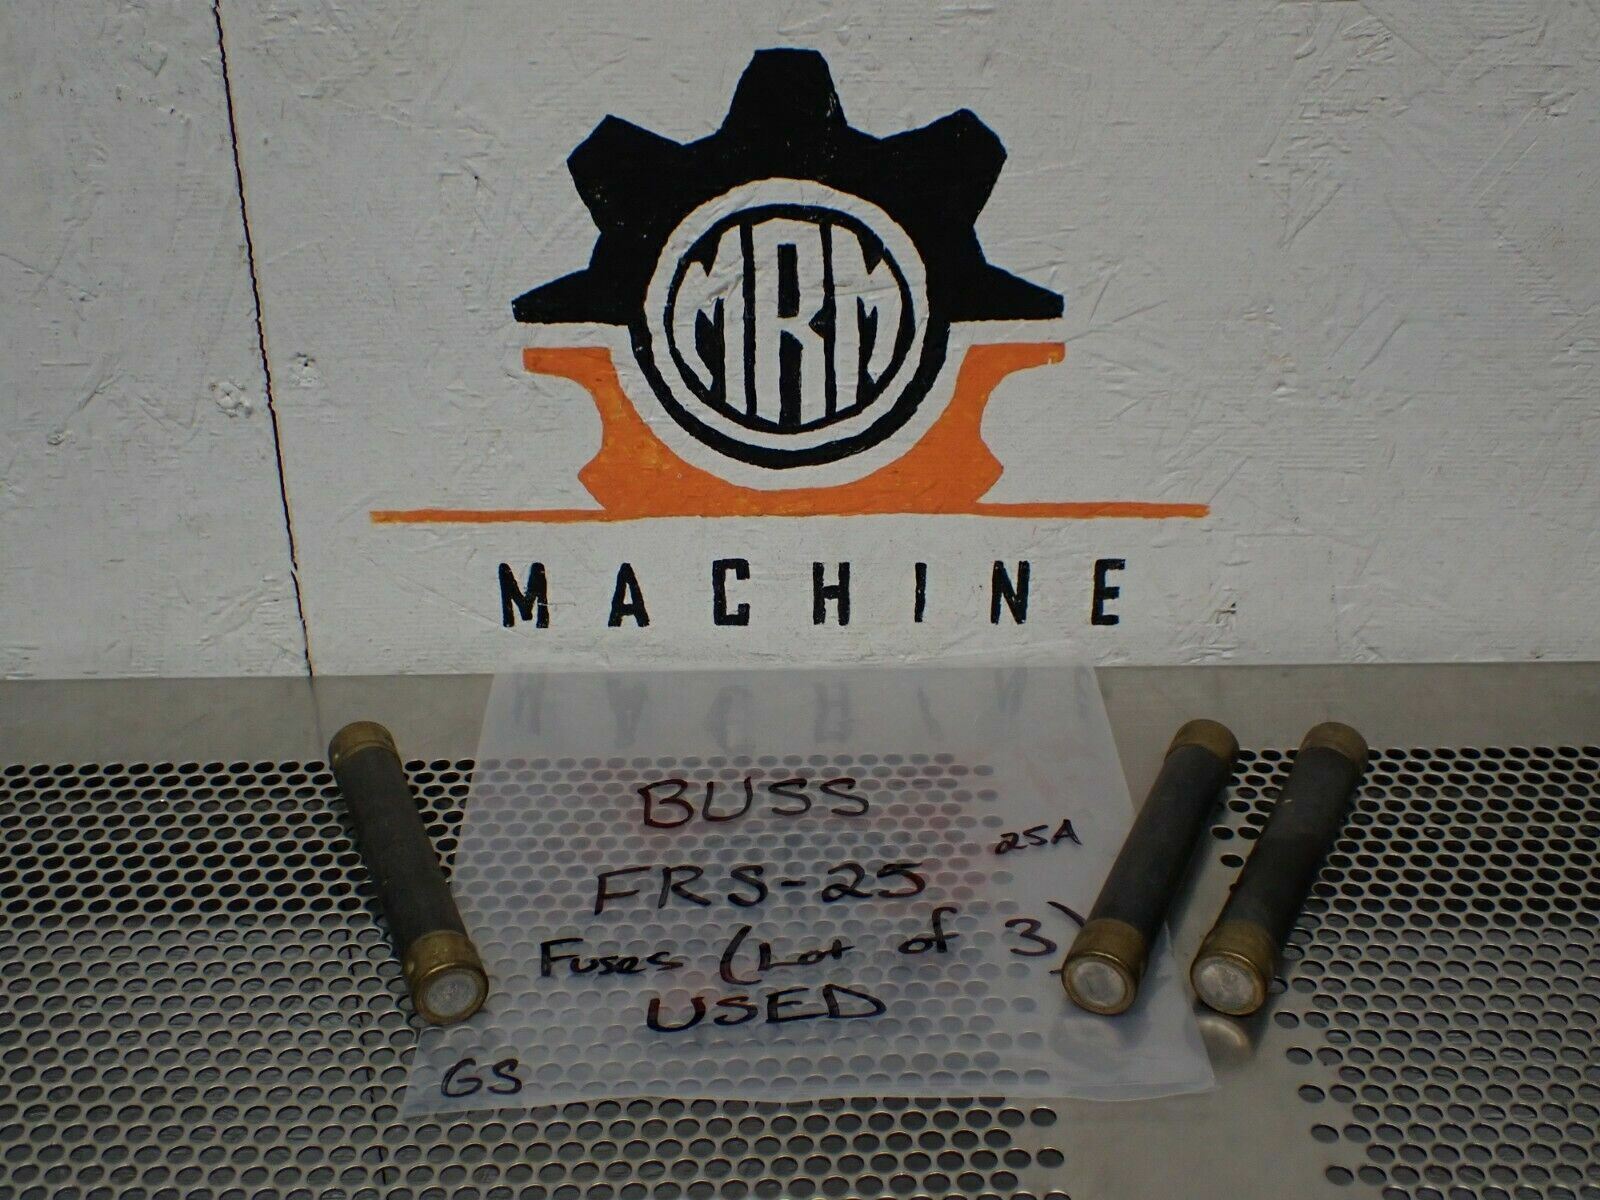 MRM
MACHINE
BUSS
FRS-25 25A
Fuses (Lot of 3)
USED
GS